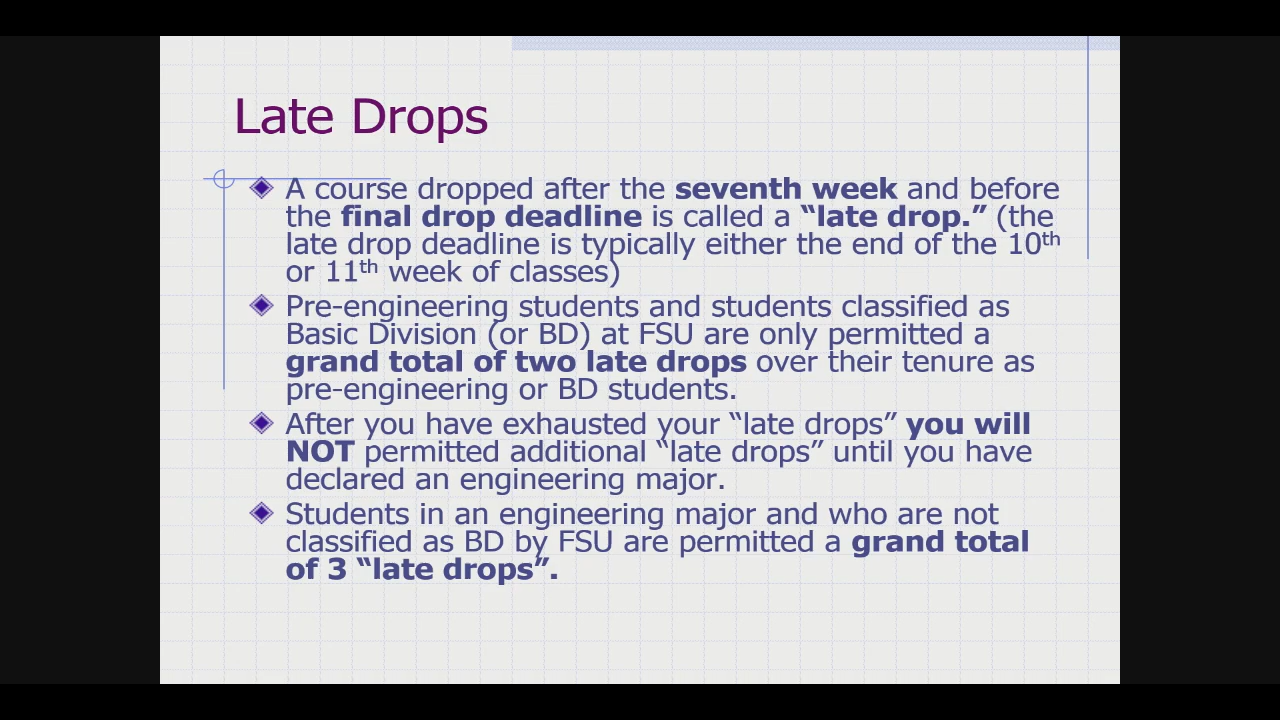 Late Drops
A course dropped after the seventh week and before
the final drop deadline is called a “late drop.” (the
late drop deadline is typically either the end of the 10th
or 11th week of classes)
Pre-engineering students and students classified as
Basic Division (or BD) at FSU are only permitted a
grand total of two late drops over their tenure as
pre-engineering or BD students.
After you have exhausted your “late drops” you will
NOT permitted additional “late drops” until you have
declared an engineering major.
Students in an engineering major and who are not
classified as BD by FSU are permitted a grand total
of 3 “late drops”.